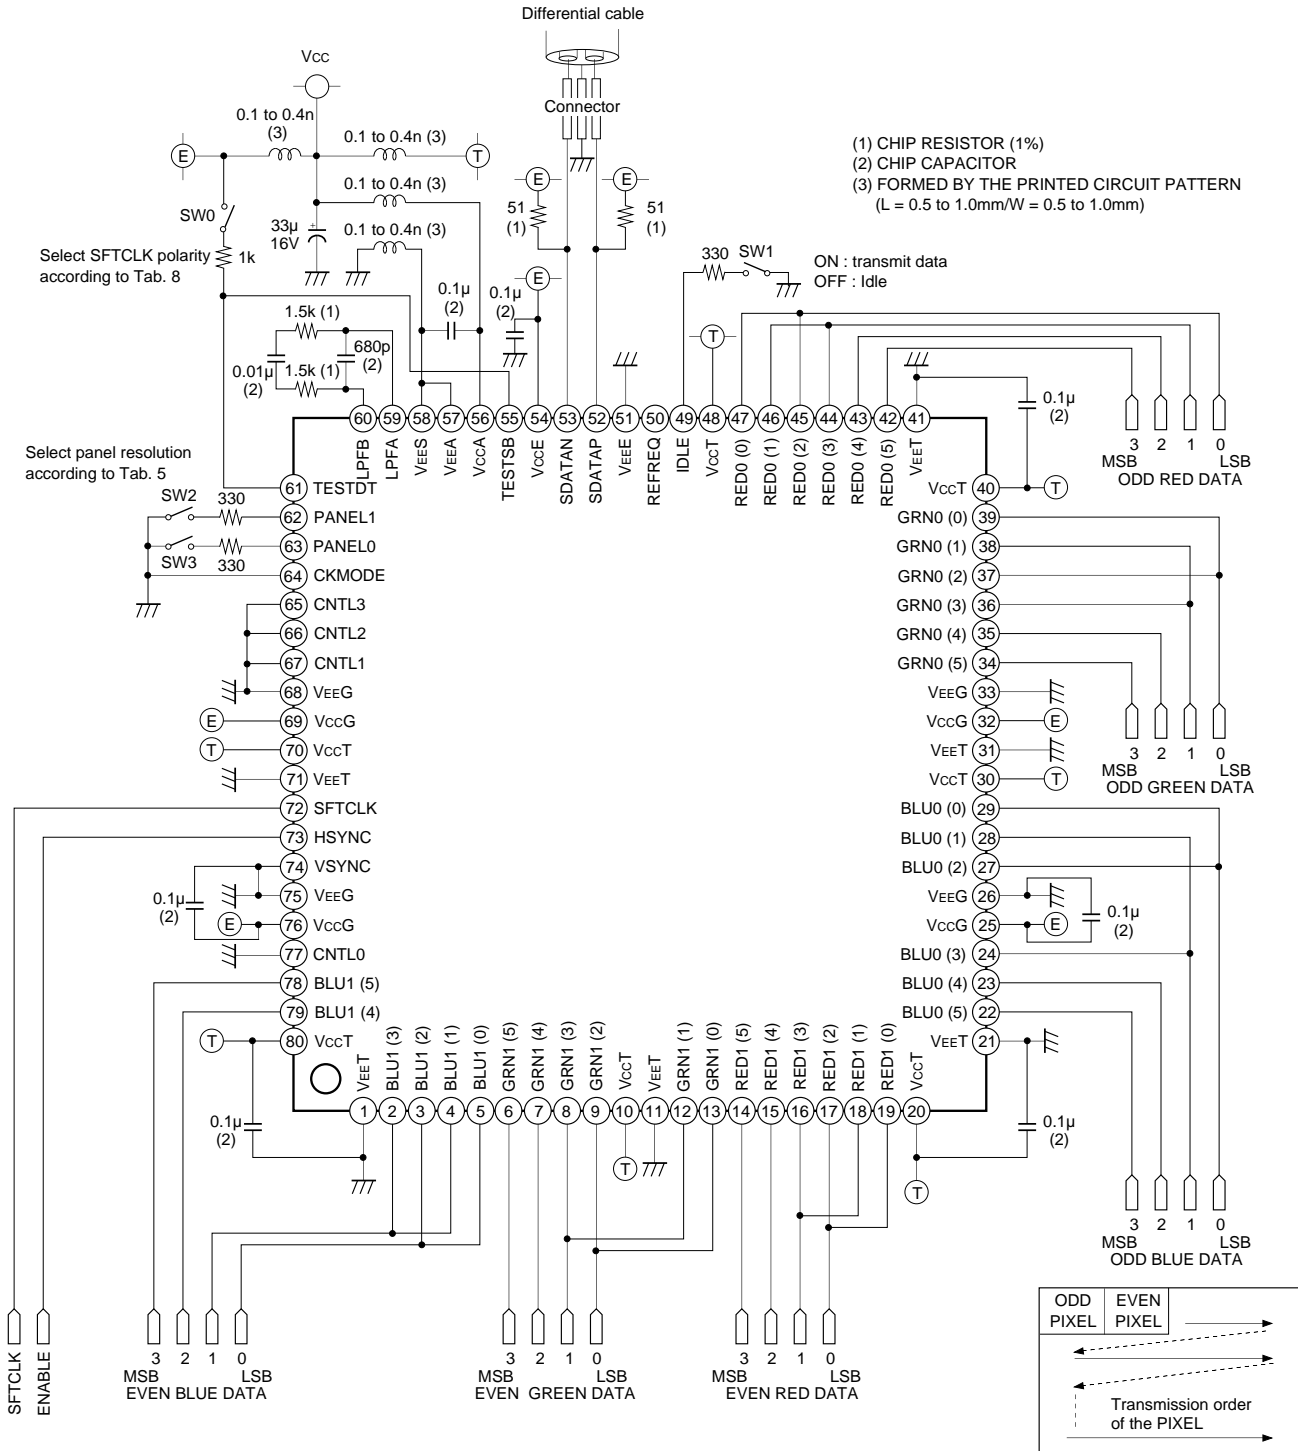 Differential cable
Vcc
Connector
0.1 to 0.4n
(3)
0.1 to 0.4n (3)
E
T
0.1 to 0.4n (3)
0.1 to 0.4n (3)
SW0
33µ
16V
1k
Select SFTCLK polarity
according to Tab. 8
E
E
51
(1)
51
(1)
(1) CHIP RESISTOR (1%)
(2) CHIP CAPACITOR
(3) FORMED BY THE PRINTED CIRCUIT PATTERN
(L = 0.5 to 1.0mm/W = 0.5 to 1.0mm)
330
SW1
ON : transmit data
OFF : Idle
1.5k (1)
680p
(2)
0.01µ
(2)
1.5k (1)
0.1µ
(2)
0.1µ
(2)
E
T
0.1µ
(2)
3 2 1 0
MSB LSB
ODD RED DATA
60 LPFB
59 LPFA
58 VEES
57 VEEA
56 VCCA
55 TESTSB
54 VCCE
53 SDATAN
52 SDATAP
51 VEEE
50 REFREQ
49 IDLE
48 VCCT
47 RED0 (0)
46 RED0 (1)
45 RED0 (2)
44 RED0 (3)
43 RED0 (4)
42 RED0 (5)
41 VEET
Select panel resolution
according to Tab. 5
SW2 330
SW3 330
61 TESTDT
62 PANEL1
63 PANEL0
64 CKMODE
65 CNTL3
66 CNTL2
67 CNTL1
68 VEEG
E 69 VCCG
T 70 VCCT
71 VEET
72 SFTCLK
73 HSYNC
74 VSYNC
75 VEEG
0.1µ
(2)
E 76 VCCG
77 CNTL0
78 BLU1 (5)
79 BLU1 (4)
T 80 VCCT
0.1µ
(2)
VCCT 40 T
GRN0 (0) 39
GRN0 (1) 38
GRN0 (2) 37
GRN0 (3) 36
GRN0 (4) 35
GRN0 (5) 34
VEEG 33
VCCG 32 E
VEET 31
VCCT 30 T
3 2 1 0
MSB LSB
ODD GREEN DATA
BLU0 (0) 29
BLU0 (1) 28
BLU0 (2) 27
VEEG 26
VCCG 25 E
0.1µ
(2)
BLU0 (3) 24
BLU0 (4) 23
BLU0 (5) 22
VEET 21
0.1µ
(2)
3 2 1 0
MSB LSB
ODD BLUE DATA
1 VEET
2 BLU1 (3)
3 BLU1 (2)
4 BLU1 (1)
5 BLU1 (0)
6 GRN1 (5)
7 GRN1 (4)
8 GRN1 (3)
9 GRN1 (2)
10 VCCT
11 VEET
12 GRN1 (1)
13 GRN1 (0)
14 RED1 (5)
15 RED1 (4)
16 RED1 (3)
17 RED1 (2)
18 RED1 (1)
19 RED1 (0)
20 VCCT
T
T
SFTCLK
ENABLE
3 2 1 0
MSB LSB
EVEN BLUE DATA
3 2 1 0
MSB LSB
EVEN GREEN DATA
3 2 1 0
MSB LSB
EVEN RED DATA
ODD
PIXEL
EVEN
PIXEL
Transmission order
of the PIXEL